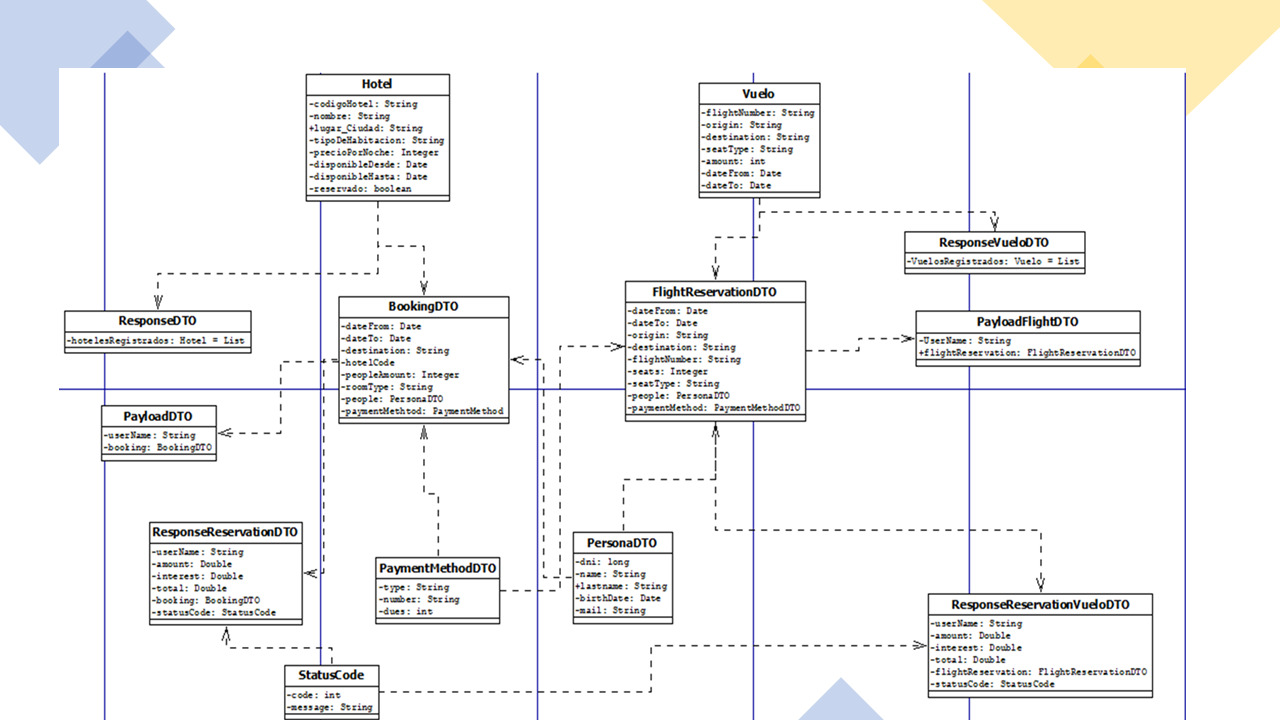 Hotel
-codigoHotel: String
-nombre: String
+lugar_Ciudad: String
-tipoDeHabitacion: String
-precioPorNoche: Integer
-disponibleDesde: Date
-disponibleHasta: Date
-reservado: boolean
Vuelo
-flightNumber: String
-origin: String
-destination: String
-seatType: String
-amount: int
-dateFrom: Date
-dateTo: Date
ResponseVueloDTO
-VuelosRegistrados: Vuelo = List
ResponseDTO
-hotelesRegistrados: Hotel = List
BookingDTO
-dateFrom: Date
-dateTo: Date
-destination: String
-hotelCode
-peopleAmount: Integer
-roomType: String
-people: PersonaDTO
-paymentMethtod: PaymentMethod
FlightReservationDTO
-dateFrom: Date
-dateTo: Date
-origin: String
-destination: String
-flightNumber: String
-seats: Integer
-seatType: String
-people: PersonaDTO
-paymentMethod: PaymentMethodDTO
PayloadFlightDTO
-UserName: String
+flightReservation: FlightReservationDTO
PayloadDTO
-userName: String
-booking: BookingDTO
ResponseReservationDTO
-userName: String
-amount: Double
-interest: Double
-total: Double
-booking: BookingDTO
-statusCode: StatusCode
PaymentMethodDTO
-type: String
-number: String
-dues: int
PersonaDTO
-dni: long
-name: String
+lastname: String
-birthDate: Date
-mail: String
ResponseReservationVueloDTO
-userName: String
-amount: Double
-interest: Double
-total: Double
-flightReservation: FlightReservationDTO
-statusCode: StatusCode
StatusCode
-code: int
-message: String